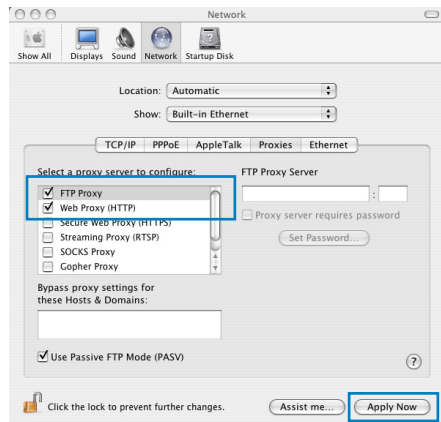 Network
Show All Displays Sound Network Startup Disk
Location: Automatic
Show: Built-in Ethernet
TCP/IP PPPoE AppleTalk Proxies Ethernet
Select a proxy server to configure: FTP Proxy Server
FTP Proxy
:
Web Proxy (HTTP)
Proxy server requires password
Secure Web Proxy (HTTPS)
Streaming Proxy (RTSP) Set Password...
SOCKS Proxy
Gopher Proxy
Bypass proxy settings for
these Hosts & Domains:
Use Passive FTP Mode (PASV) ?
Click the lock to prevent further changes. Assist me... Apply Now